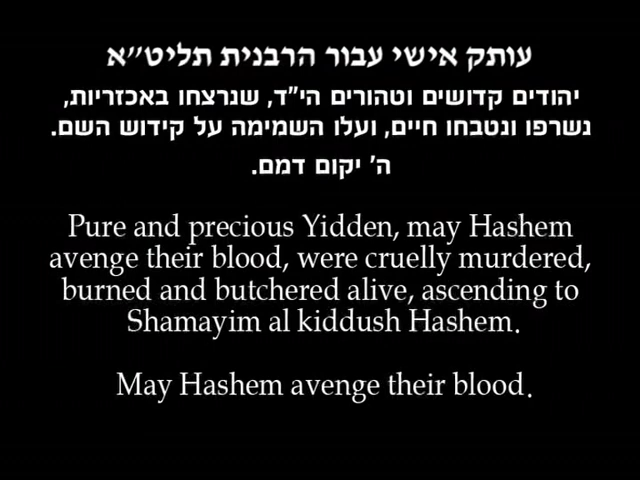 עותק אישי עבור הרבנית תליט״א
יהודים קדושים וטהורים הי"ד, שנרצחו באכזריות,
נשרפו ונטבחו חיים, ועלו השמימה על קידוש השם.
ה' יקום דמם.
Pure and precious Yidden, may Hashem
avenge their blood, were cruelly murdered,
burned and butchered alive, ascending to
Shamayim al kiddush Hashem.
May Hashem avenge their blood.